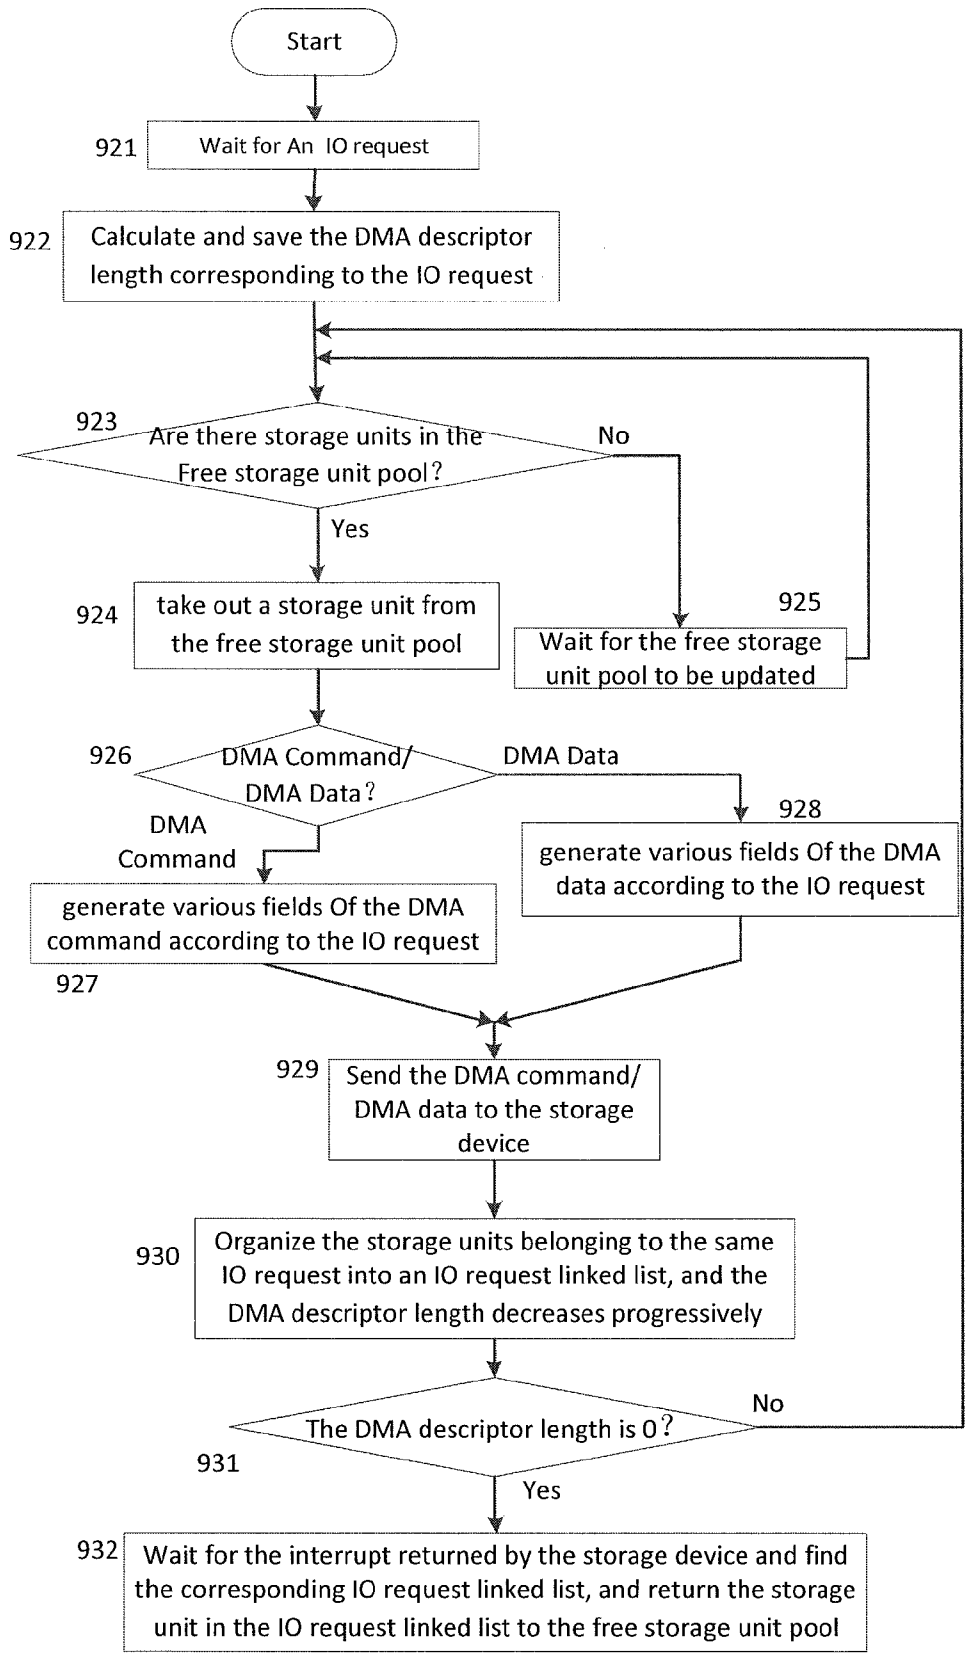 Start
921
Wait for An IO request
922
Calculate and save the DMA descriptor
length corresponding to the IO request
923
Are there storage units in the
Free storage unit pool?
No
Yes
924
take out a storage unit from
the free storage unit pool
925
Wait for the free storage
unit pool to be updated
926
DMA Command/
DMA Data?
DMA Data
DMA
Command
928
generate various fields Of the DMA
data according to the IO request
generate various fields Of the DMA
command according to the IO request
927
929
Send the DMA command/
DMA data to the storage
device
930
Organize the storage units belonging to the same
IO request into an IO request linked list, and the
DMA descriptor length decreases progressively
No
The DMA descriptor length is 0?
931
Yes
932
Wait for the interrupt returned by the storage device and find
the corresponding IO request linked list, and return the storage
unit in the IO request linked list to the free storage unit pool